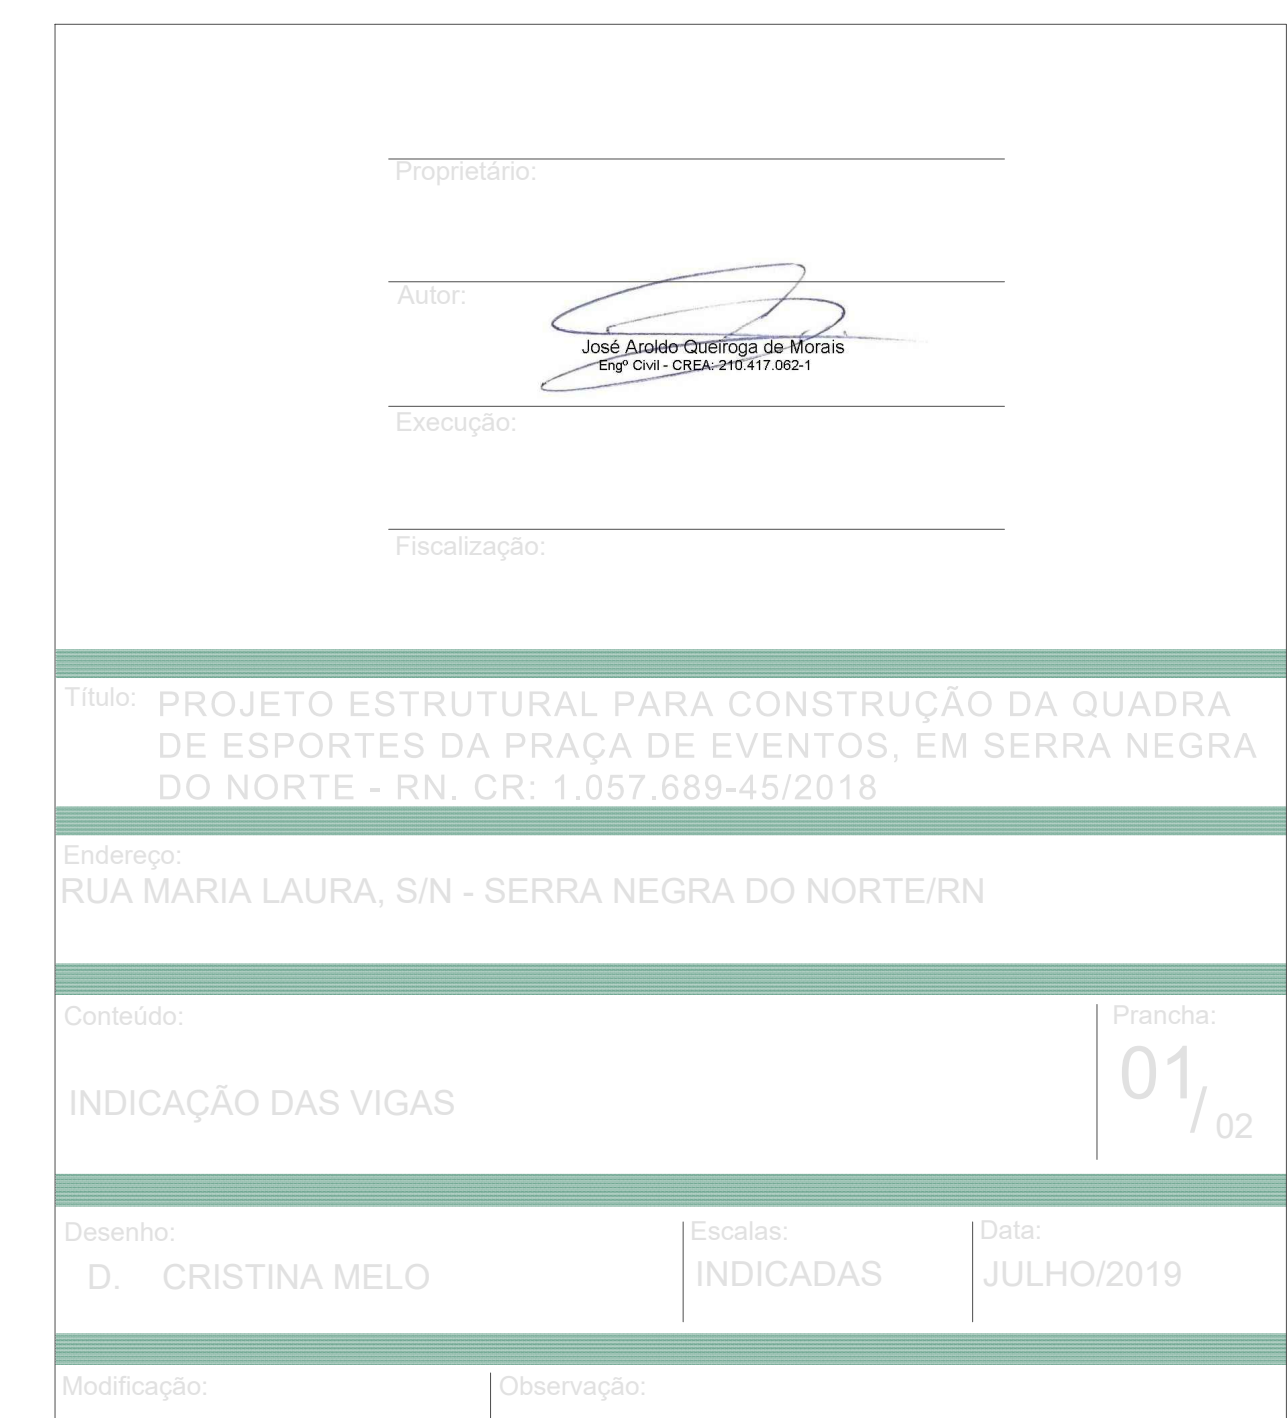 Proprietário:
Autor:
José Aroldo Queiroga de Morais
Engº Civil - CREA: 210.417.062-1
Execução:
Fiscalização:
Título: PROJETO ESTRUTURAL PARA CONSTRUÇÃO DA QUADRA
DE ESPORTES DA PRAÇA DE EVENTOS, EM SERRA NEGRA
DO NORTE - RN. CR: 1.057.689-45/2018
Endereço:
RUA MARIA LAURA, S/N - SERRA NEGRA DO NORTE/RN
Conteúdo:
INDICAÇÃO DAS VIGAS
Prancha:
01/02
Desenho:
D. CRISTINA MELO
Escalas:
INDICADAS
Data:
JULHO/2019
Modificação:
Observação: